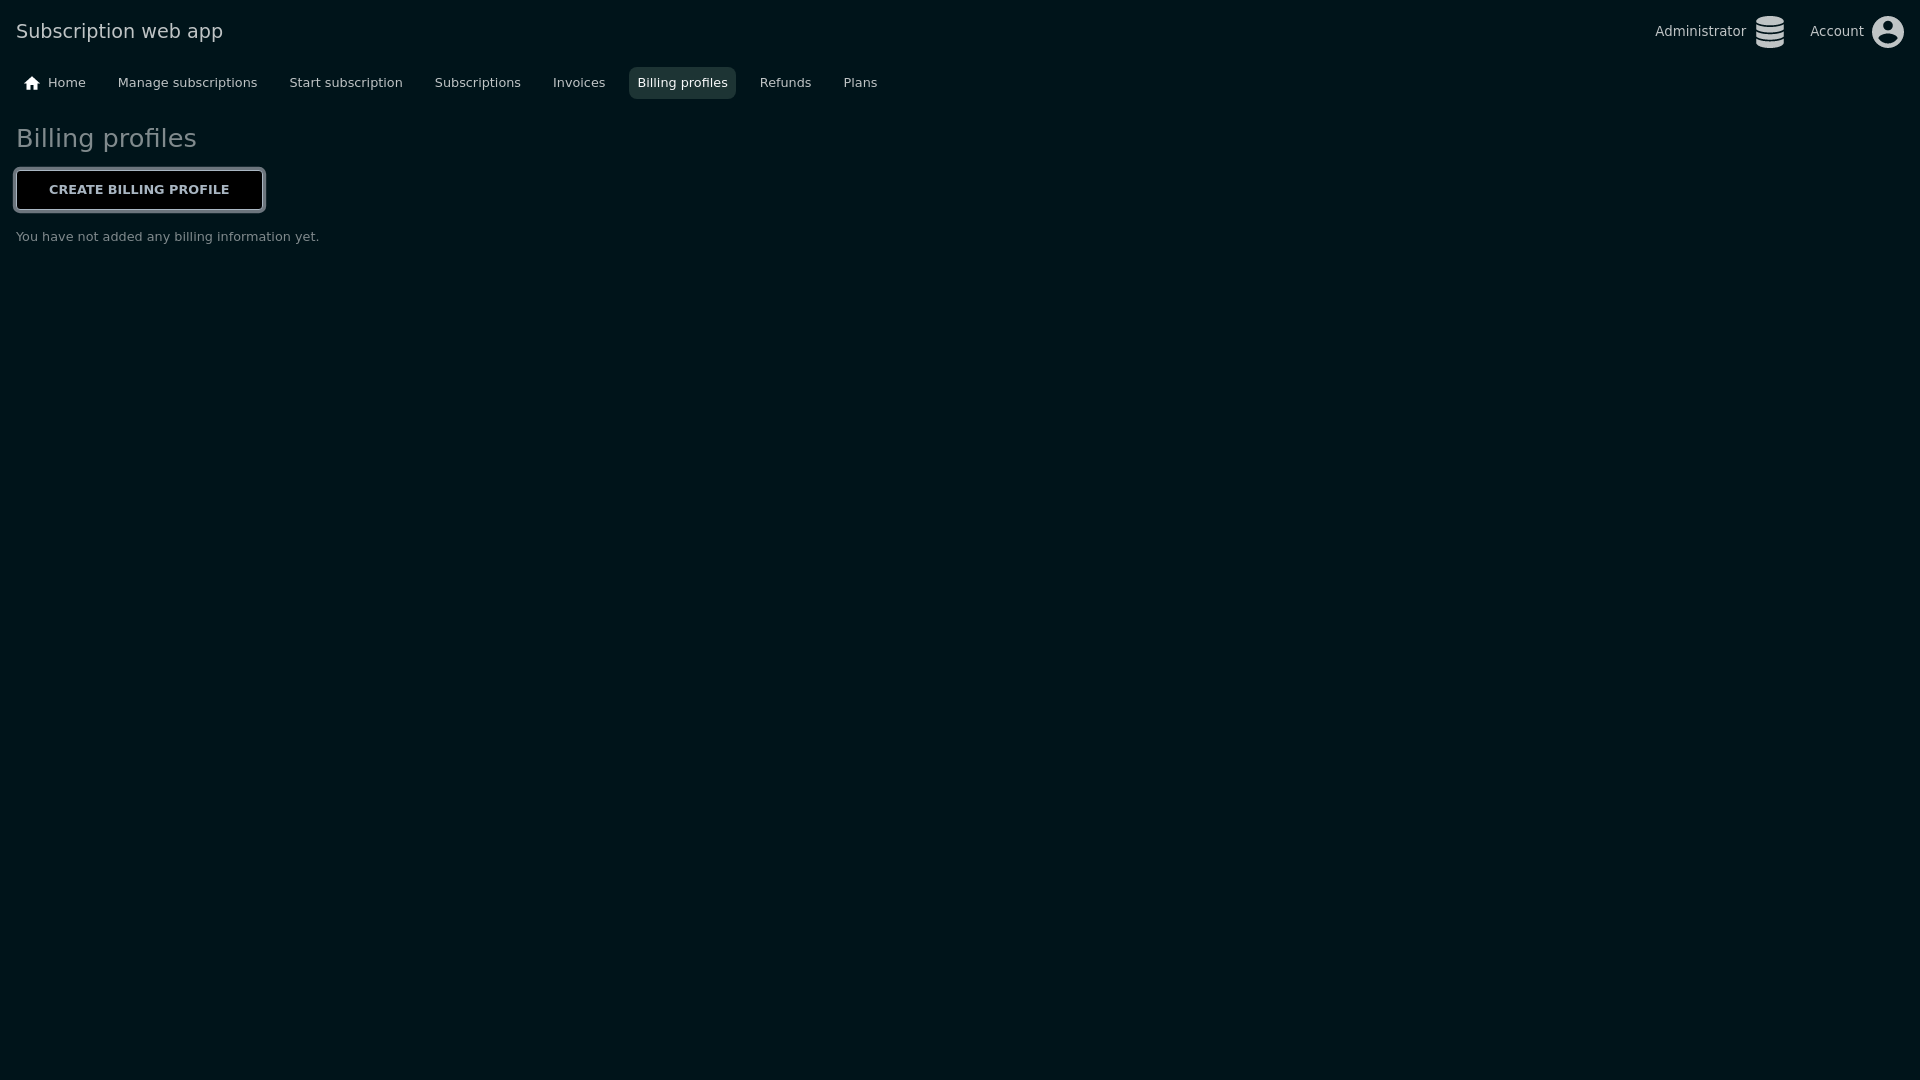 Subscription web app
Administrator
Account
Home
Manage subscriptions
Start subscription
Subscriptions
Invoices
Billing profiles
Refunds
Plans
Billing profiles
CREATE BILLING PROFILE
You have not added any billing information yet.